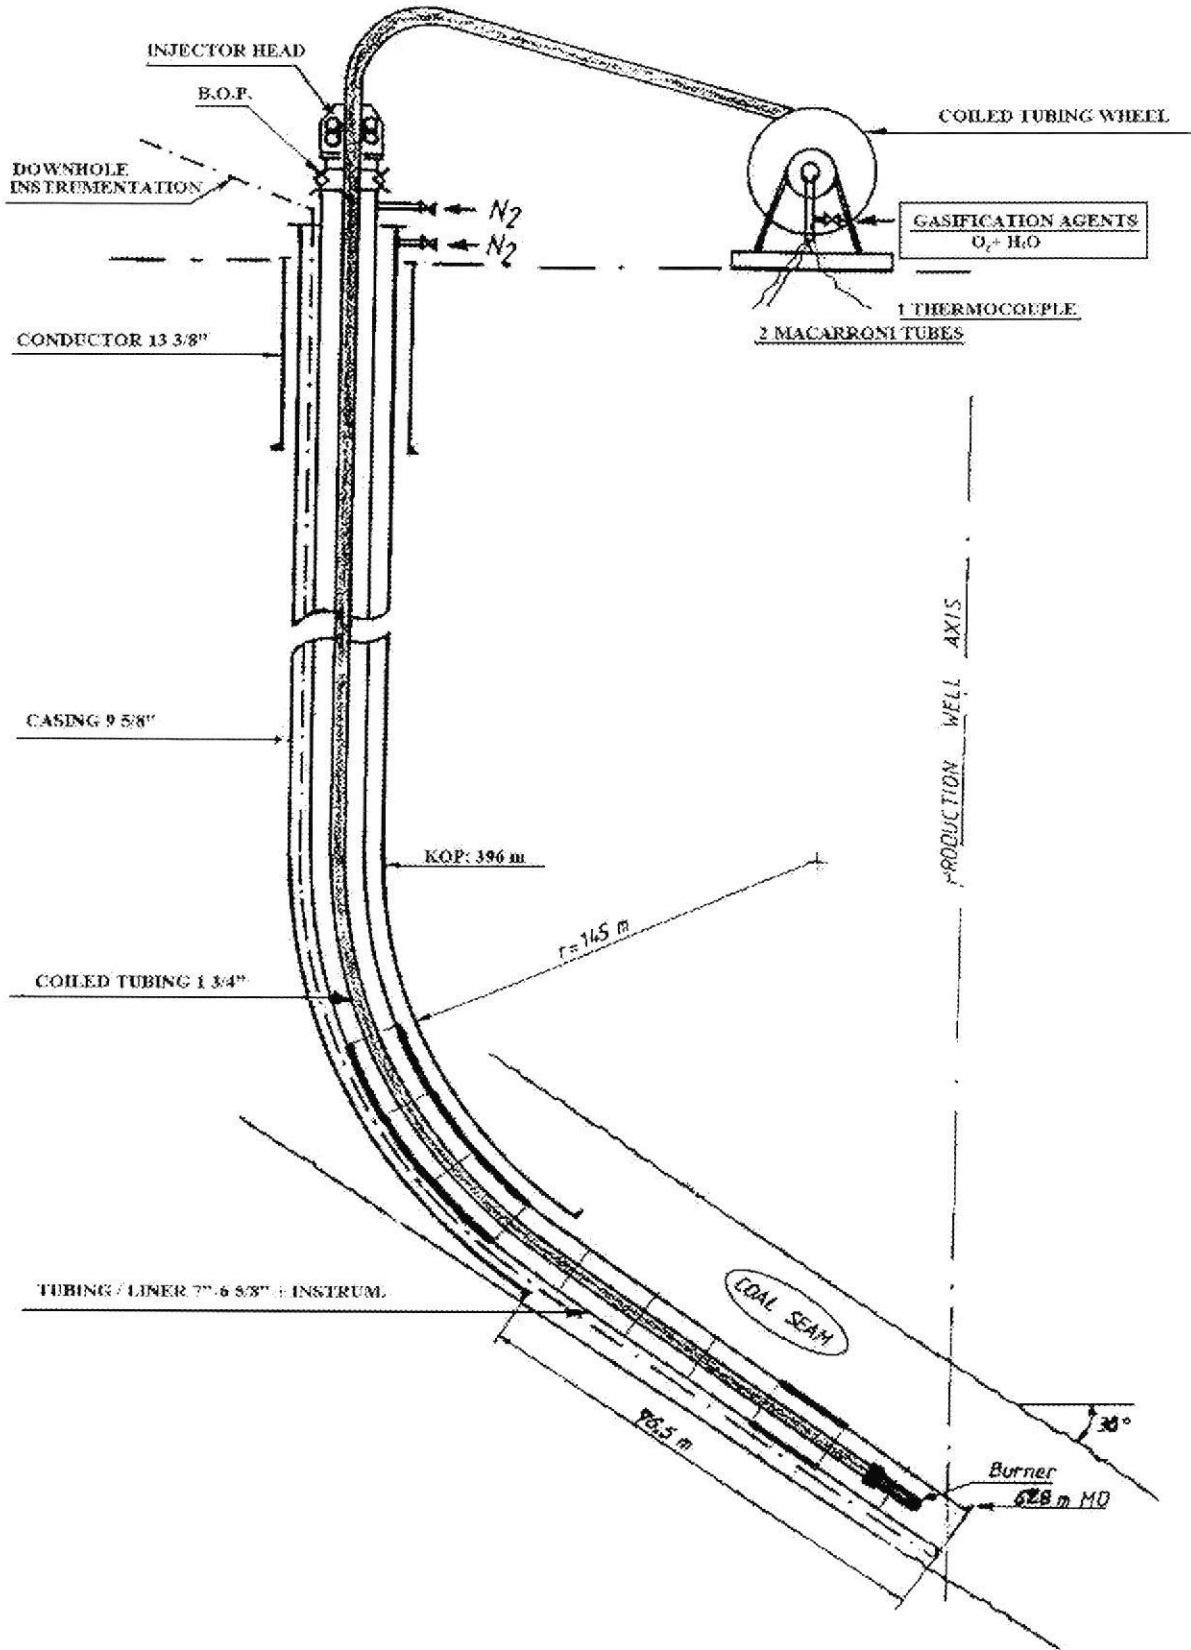 INJECTOR HEAD
B.O.P.
COILED TUBING WHEEL
DOWNHOLE
INSTRUMENTATION
N2
N2
GASIFICATION AGENTS
O2+ H2O
1 THERMOCOUPLE
2 MACARRONI TUBES
CONDUCTOR 13 3/8"
PRODUCTION WELL AXIS
CASING 9 5/8"
KOP: 396 m
r=145 m
COILED TUBING 1 3/4"
TUBING / LINER 7"-6 5/8" + INSTRUM.
COAL SEAM
30°
Burner
m MD